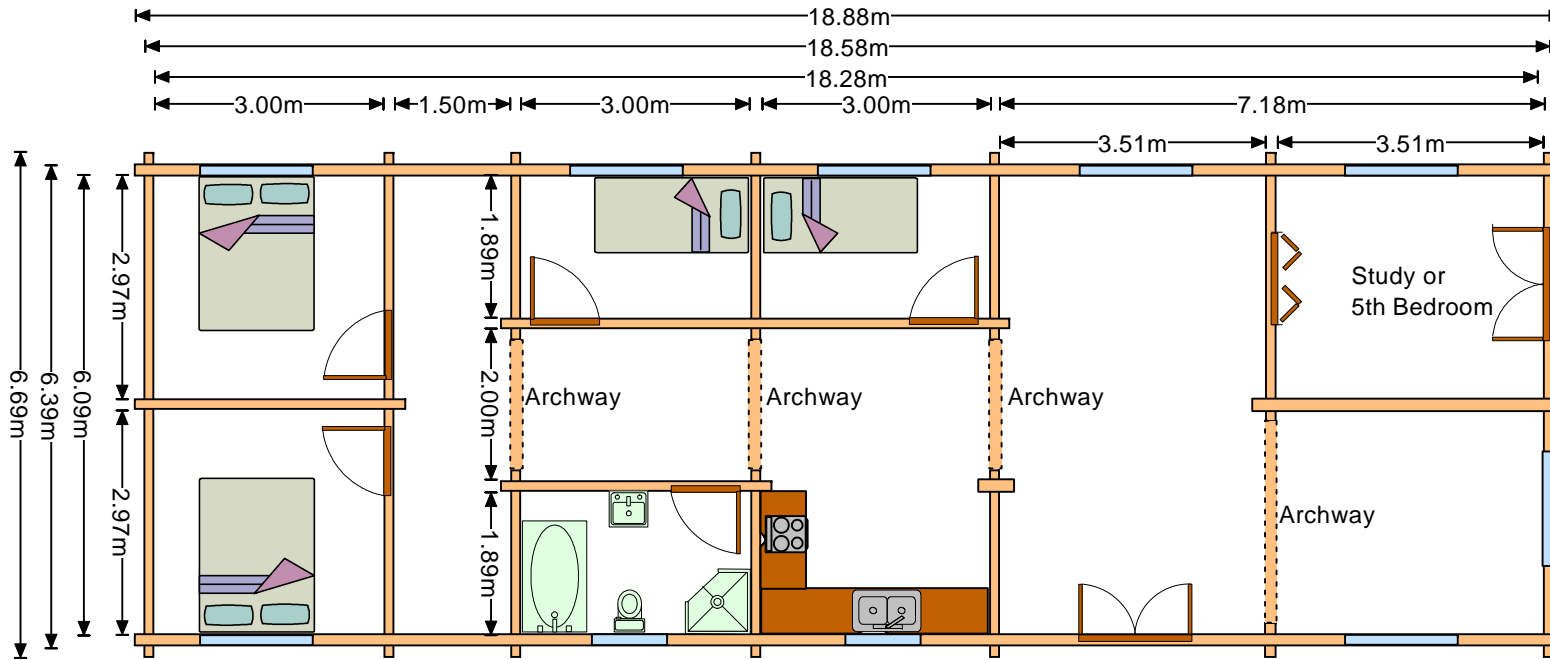 18.88m
18.58m
18.28m
3.00m 1.50m 3.00m 3.00m 7.18m
3.51m 3.51m
6.69m
6.39m
6.09m
2.97m
2.97m
1.89m
2.00m
1.89m
Study or
5th Bedroom
Archway Archway Archway
Archway